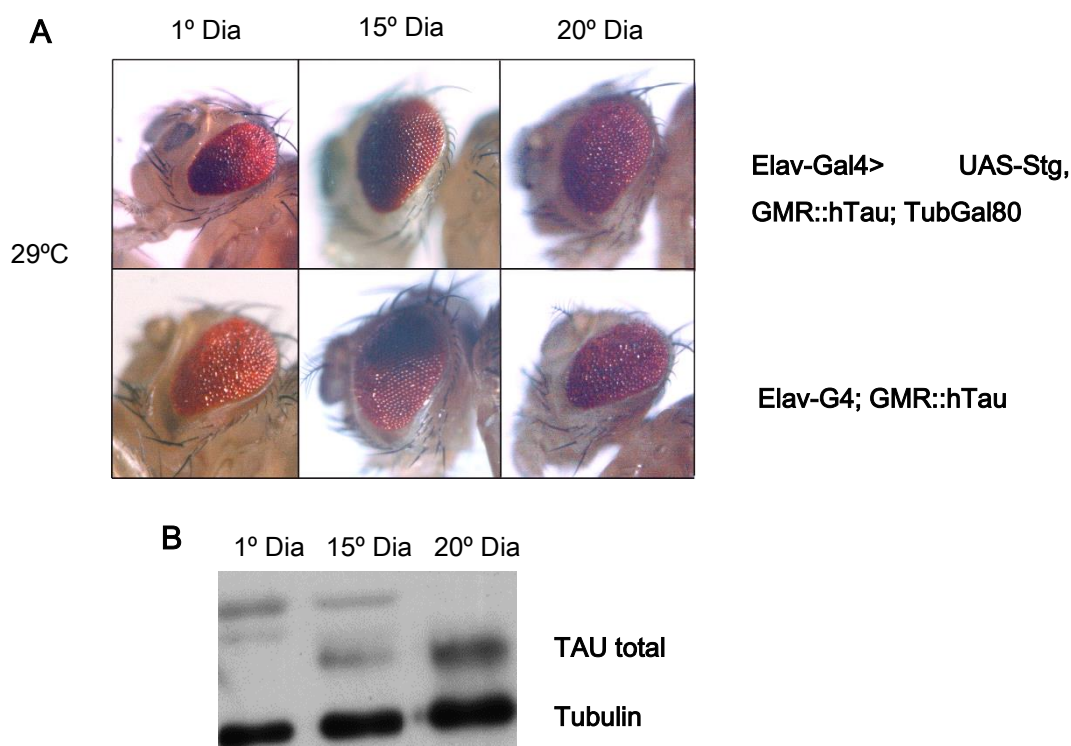 A
1º Dia 15º Dia 20º Dia
29ºC
Elav-Gal4> UAS-Stg,
GMR::hTau; TubGal80
Elav-G4; GMR::hTau
B
1º Dia 15º Dia 20º Dia
TAU total
Tubulin